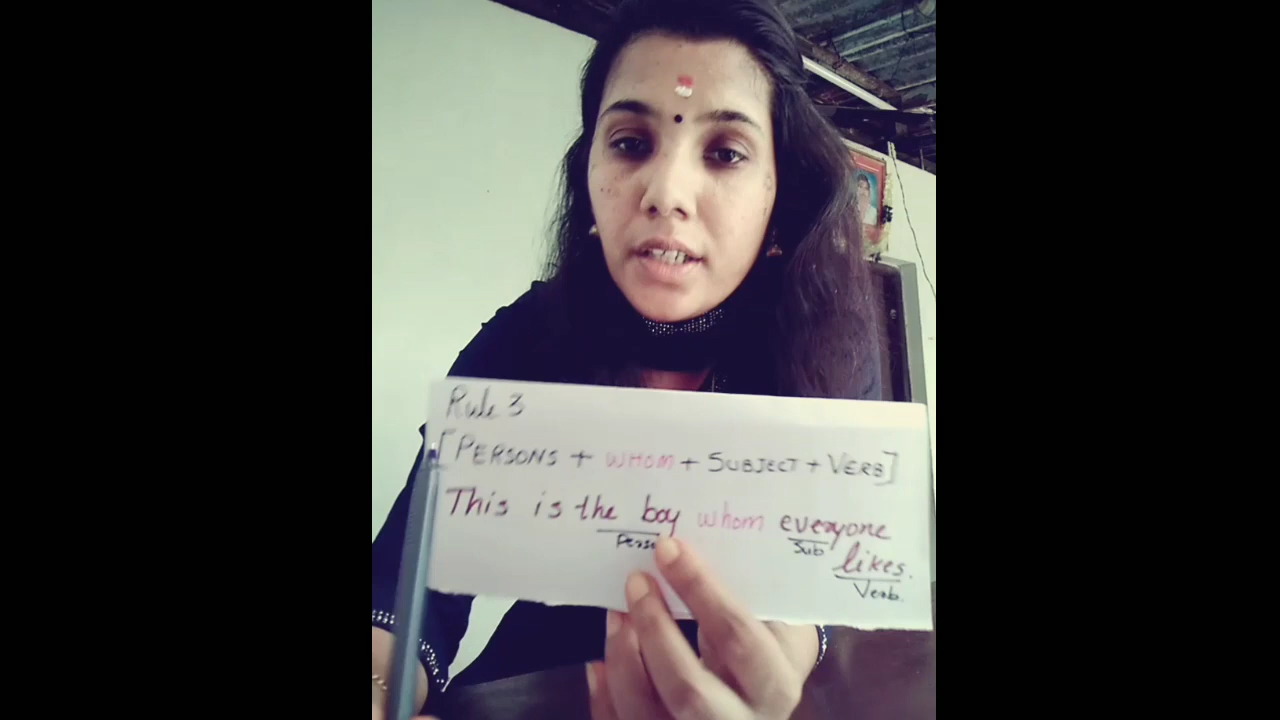 Rule 3
[PERSONS + WHOM + SUBJECT + VERB]
This is the boy whom everyone
Sub
likes.
Verb.